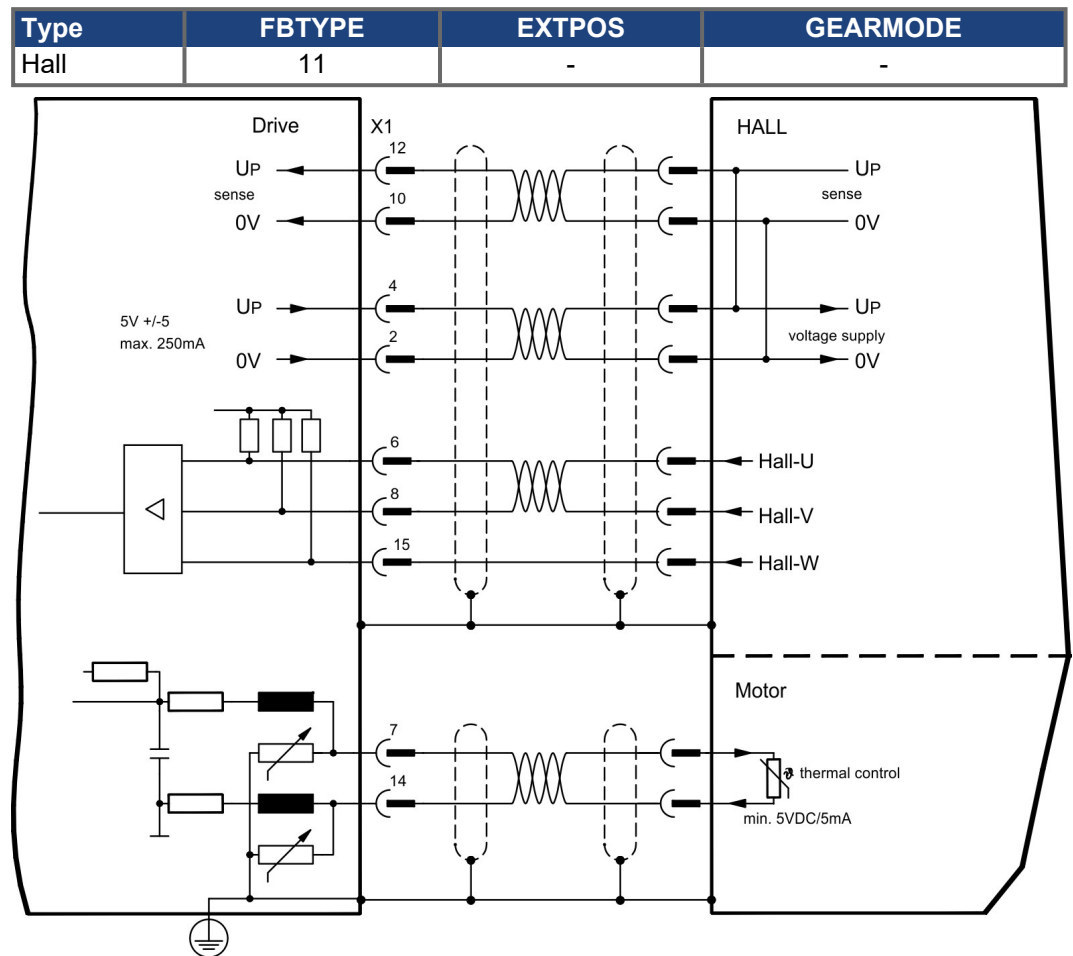 Type FBTYPE EXTPOS GEARMODE
Hall 11 - -
Drive X1 HALL
12
UP UP
sense sense
10
0V 0V
4
UP UP
5V +/-5
max. 250mA
voltage supply
2
0V 0V
6
Hall-U
8
Hall-V
15
Hall-W
Motor
7
thermal control
14
min. 5VDC/5mA